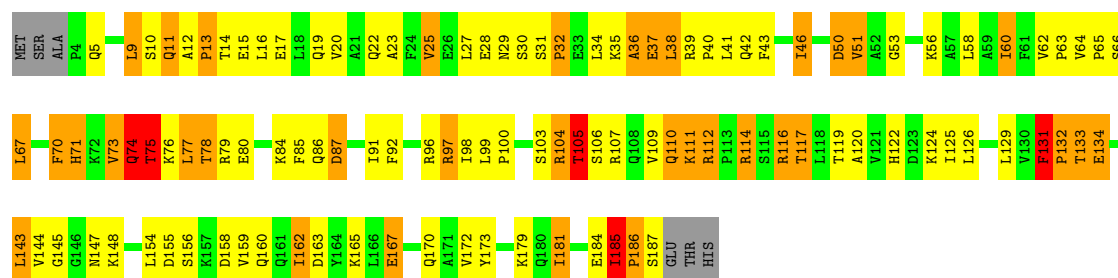 MET SER ALA P4 Q5 L9 S10 Q11 A12 P13 T14 E15 L16 E17 L18 Q19 V20 A21 Q22 A23 F24 V25 E26 L27 E28 N29 S30 S31 P32 E33 L34 K35 A36 E37 L38 R39 P40 L41 Q42 F43 I46 D50 V51 A52 G53 K56 A57 L58 A59 I60 F61 V62 P63 V64 P65 S66
L67 F70 H71 K72 V73 Q74 T75 K76 L77 T78 R79 E80 K84 F85 Q86 D87 I91 F92 R96 R97 I98 L99 P100 S103 R104 T105 S106 R107 Q108 V109 Q110 K111 R112 P113 R114 S115 R116 T117 L118 T119 A120 V121 H122 D123 K124 I125 L126 L129 V130 F131 P132 T133 E134
L143 V144 G145 G146 N147 K148 L154 D155 S156 K157 D158 V159 Q160 Q161 I162 D163 Y164 K165 L166 E167 Q170 A171 V172 Y173 K179 Q180 I181 E184 I185 P186 S187 GLU THR HIS